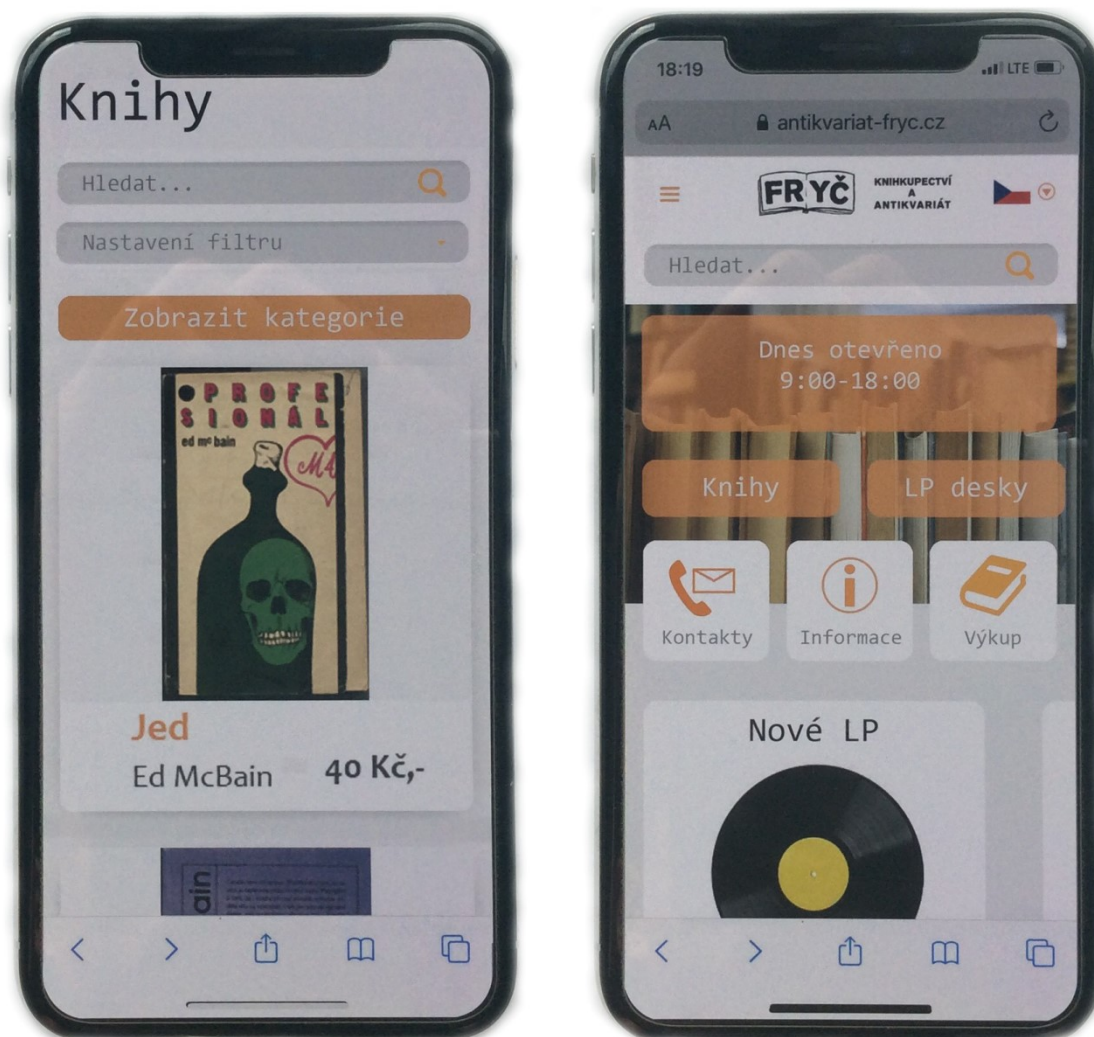 Knihy
Hledat...
Nastavení filtru
Zobrazit kategorie
PROFE
SIONÁL
ed mc bain
M4
Jed
Ed McBain
40 Kč,-
ain
18:19
LTE
AA
antikvariat-fryc.cz
FRYČ
KNIHKUPECTVÍ
A
ANTIKVARIÁT
Hledat...
Dnes otevřeno
9:00-18:00
Knihy
LP desky
Kontakty
Informace
Výkup
Nové LP